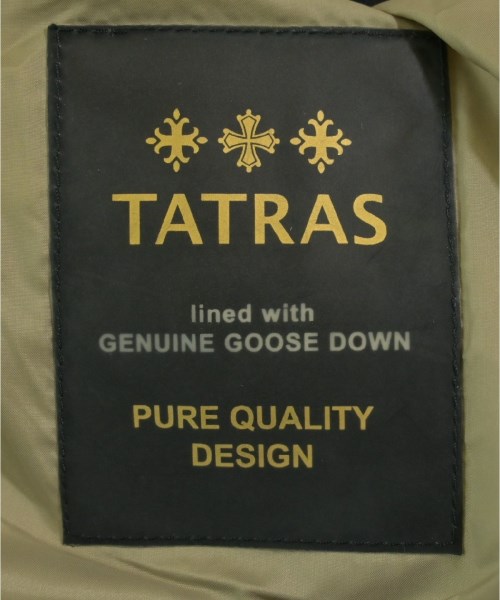 TATRAS
lined with
GENUINE GOOSE DOWN
PURE QUALITY
DESIGN